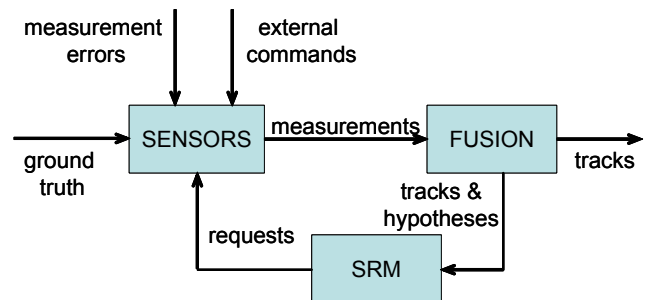 measurement
errors
external
commands
SENSORS
measurements
FUSION
ground
truth
tracks
tracks &
hypotheses
requests
SRM